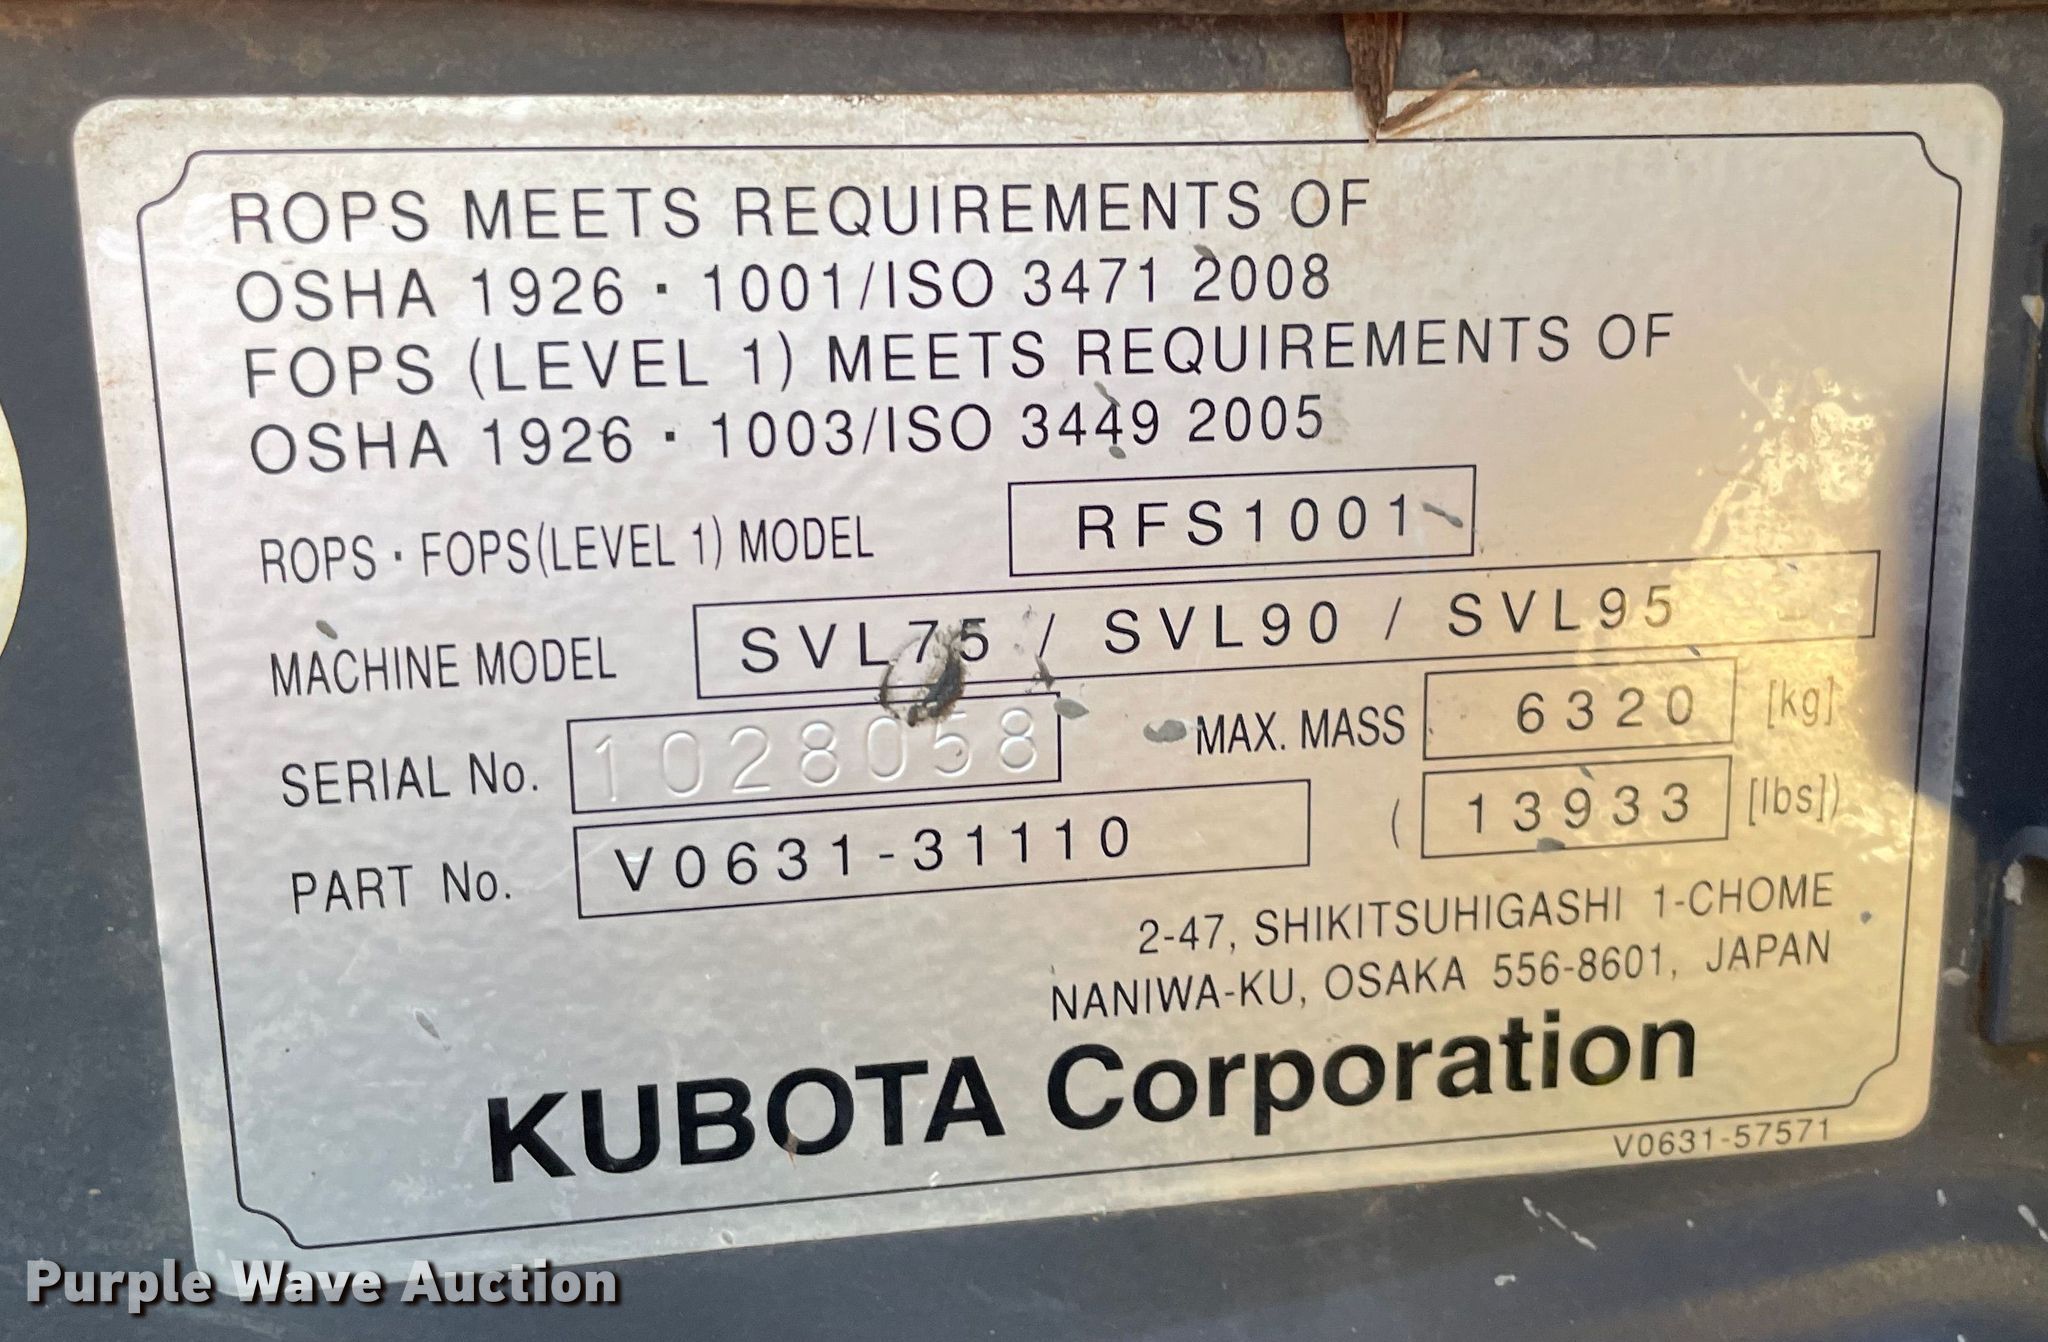 ROPS MEETS REQUIREMENTS OF
OSHA 1926 · 1001/ISO 3471 2008
FOPS (LEVEL 1) MEETS REQUIREMENTS OF
OSHA 1926 · 1003/ISO 3449 2005
ROPS · FOPS(LEVEL 1) MODEL RFS1001
MACHINE MODEL SVL75 / SVL90 / SVL95
SERIAL No. 1028058 MAX. MASS 6320 [kg]
PART No. V0631-31110 (13933 [lbs])
2-47, SHIKITSUHIGASHI 1-CHOME
NANIWA-KU, OSAKA 556-8601, JAPAN
KUBOTA Corporation
V0631-57571
Purple Wave Auction